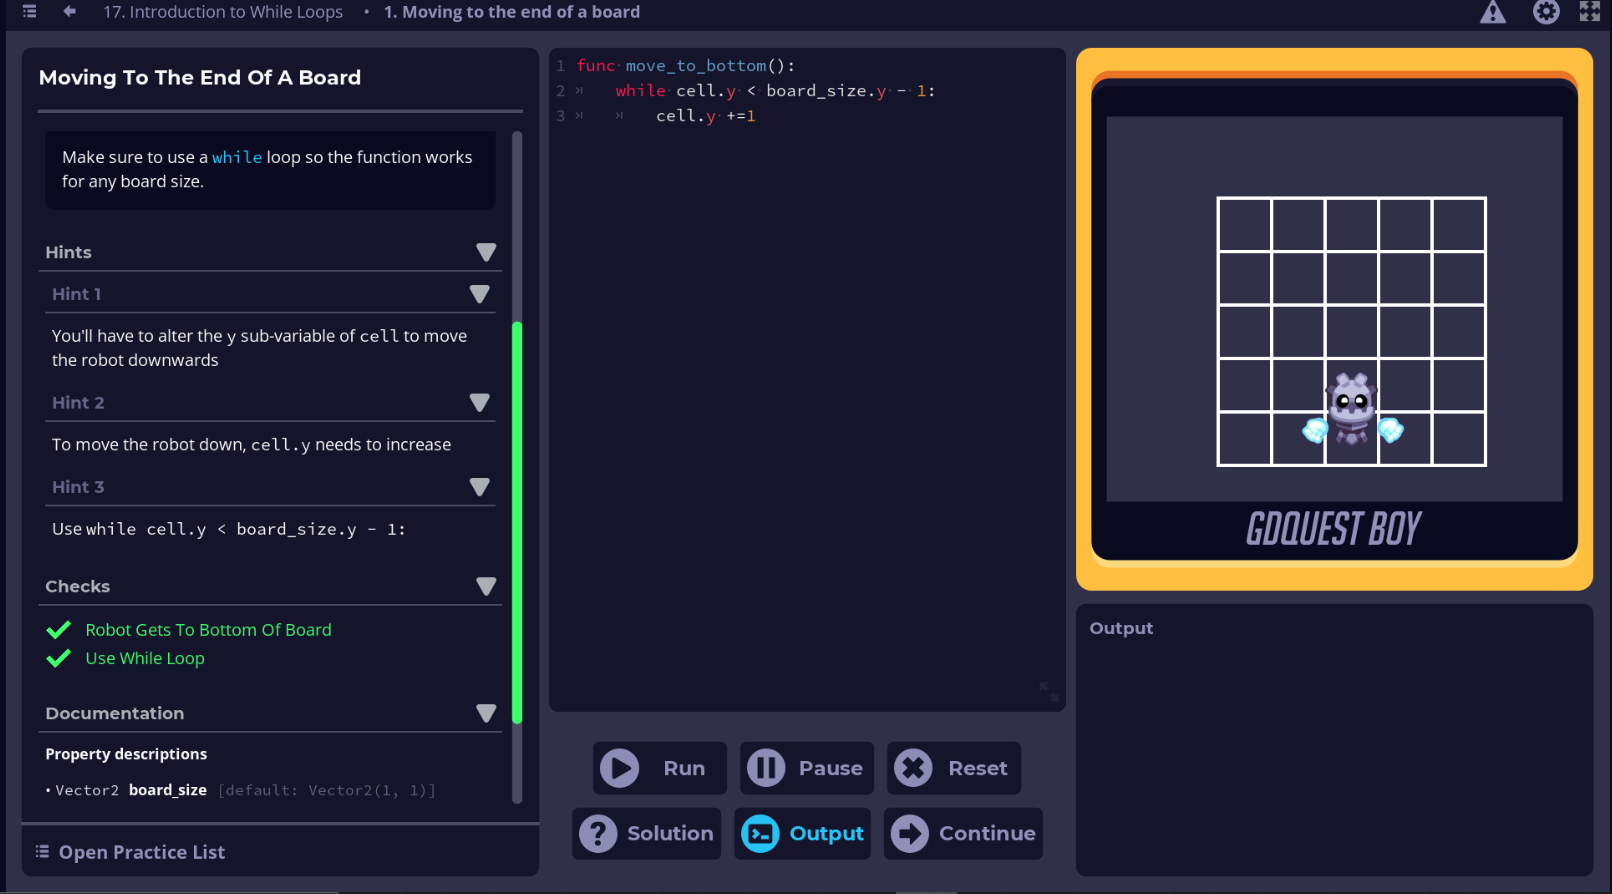 17. Introduction to While Loops • 1. Moving to the end of a board
Moving To The End Of A Board
Make sure to use a while loop so the function works
for any board size.
Hints
Hint 1
You'll have to alter the y sub-variable of cell to move
the robot downwards
Hint 2
To move the robot down, cell.y needs to increase
Hint 3
Use while cell.y < board_size.y - 1:
Checks
Robot Gets To Bottom Of Board
Use While Loop
Documentation
Property descriptions
• Vector2 board_size [default: Vector2(1, 1)]
Open Practice List
1 func move_to_bottom():
2 while cell.y < board_size.y - 1:
3 cell.y +=1
Run
Pause
Reset
Solution
Output
Continue
GDQUEST BOY
Output